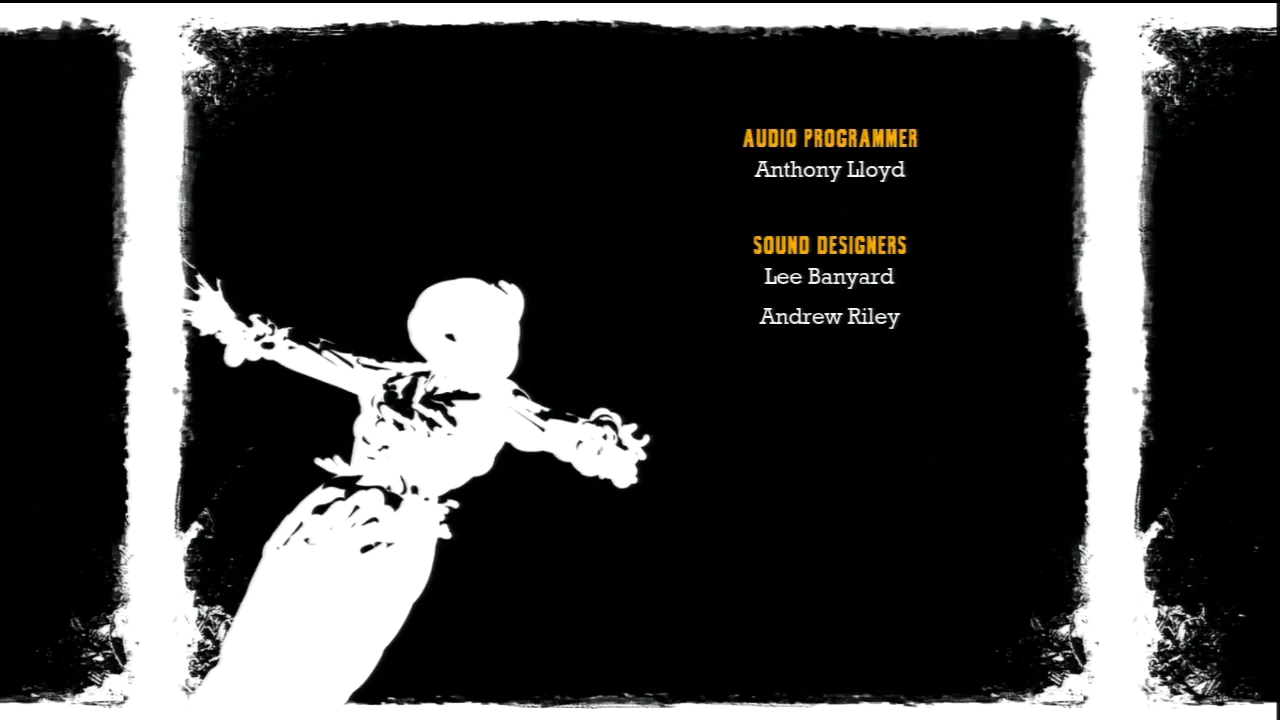 AUDIO PROGRAMMER
Anthony Lloyd
SOUND DESIGNERS
Lee Banyard
Andrew Riley